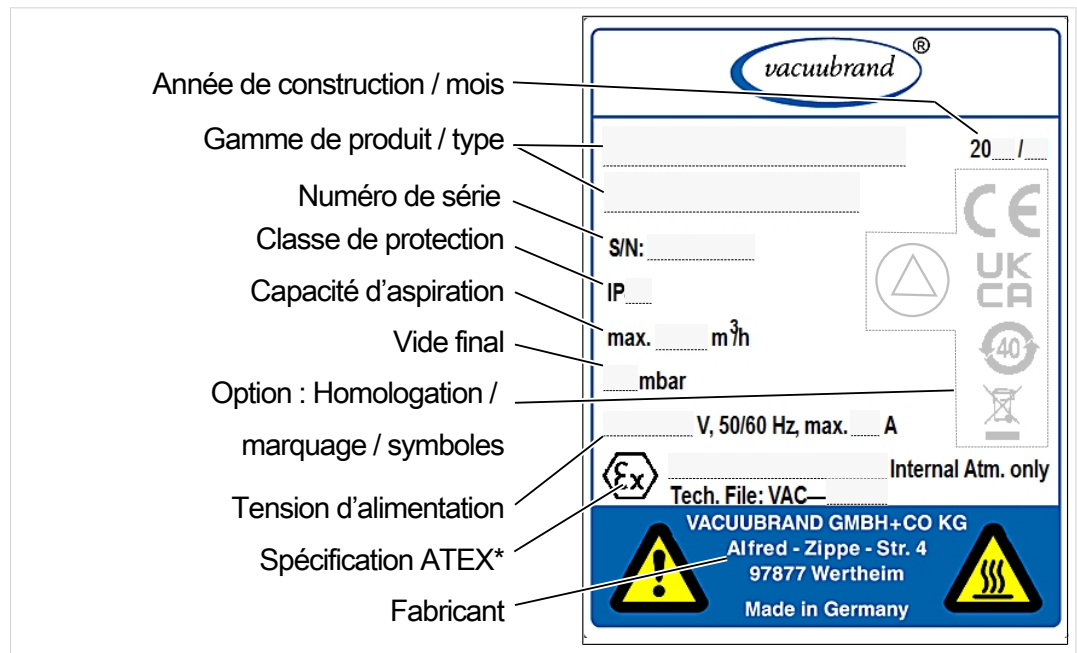 vacuubrand
®
Année de construction / mois
Gamme de produit / type
20 /
Numéro de série
S/N:
Classe de protection
IP
Capacité d’aspiration
max. m³/h
Vide final
mbar
Option : Homologation /
marquage / symboles
V, 50/60 Hz, max. A
CE
UK
CA
40
Tension d’alimentation
Ex
Internal Atm. only
Tech. File: VAC—
Spécification ATEX*
Fabricant
VACUUBRAND GMBH+CO KG
Alfred - Zippe - Str. 4
97877 Wertheim
Made in Germany